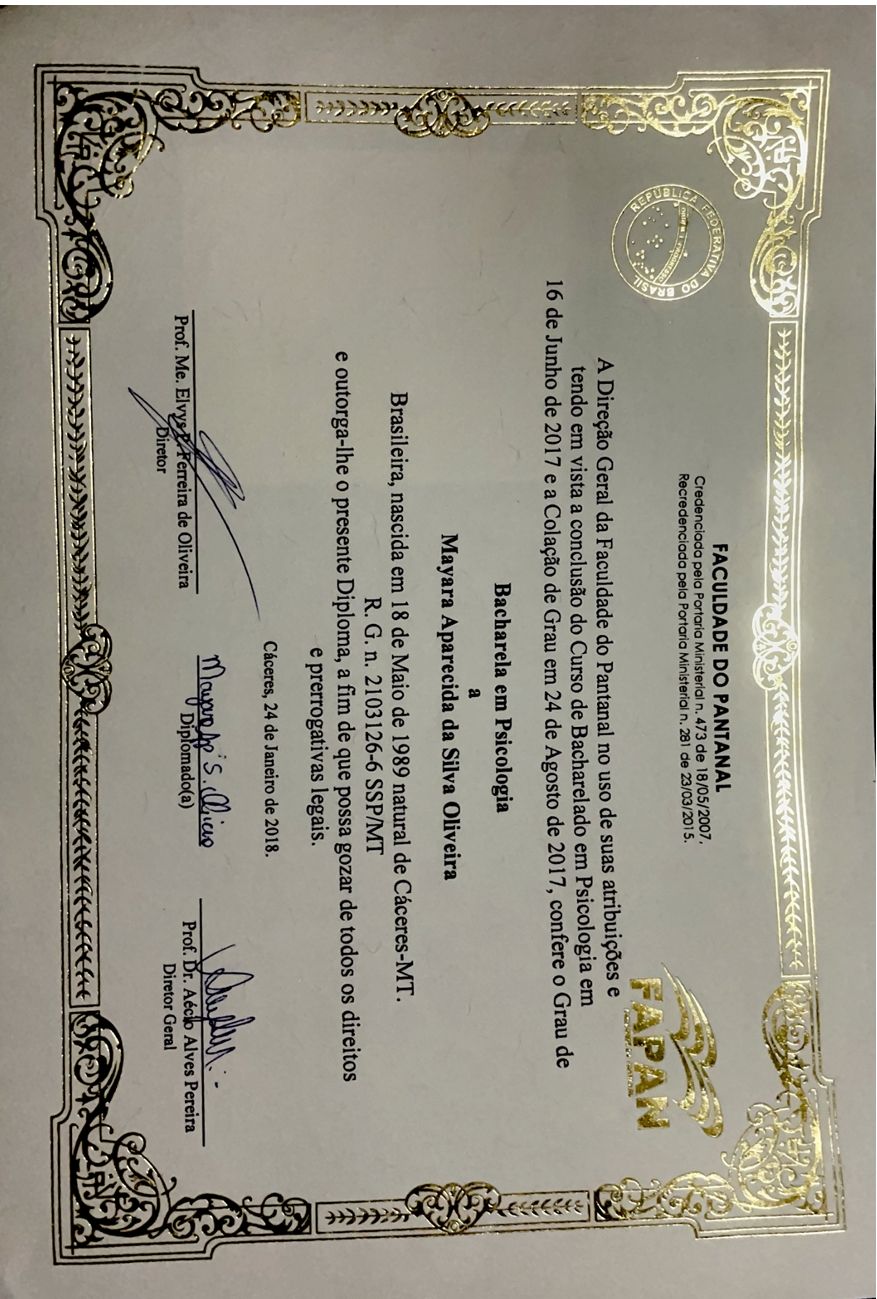 REPÚBLICA FEDERATIVA DO BRASIL
FACULDADE DO PANTANAL
Credenciada pela Portaria Ministerial n. 473 de 18/05/2007.
Recredenciada pela Portaria Ministerial n. 281 de 23/03/2015.
FAPAN
A Direção Geral da Faculdade do Pantanal no uso de suas atribuições e
tendo em vista a conclusão do Curso de Bacharelado em Psicologia em
16 de Junho de 2017 e a Colação de Grau em 24 de Agosto de 2017, confere o Grau de
Bacharela em Psicologia
a
Mayara Aparecida da Silva Oliveira
Brasileira, nascida em 18 de Maio de 1989 natural de Cáceres-MT.
R. G. n. 2103126-6 SSP/MT
e outorga-lhe o presente Diploma, a fim de que possa gozar de todos os direitos
e prerrogativas legais.
Cáceres, 24 de Janeiro de 2018.
Prof. Me. Elvys Ferreira de Oliveira
Diretor
Diplomado(a)
Prof. Dr. Aécio Alves Pereira
Diretor Geral